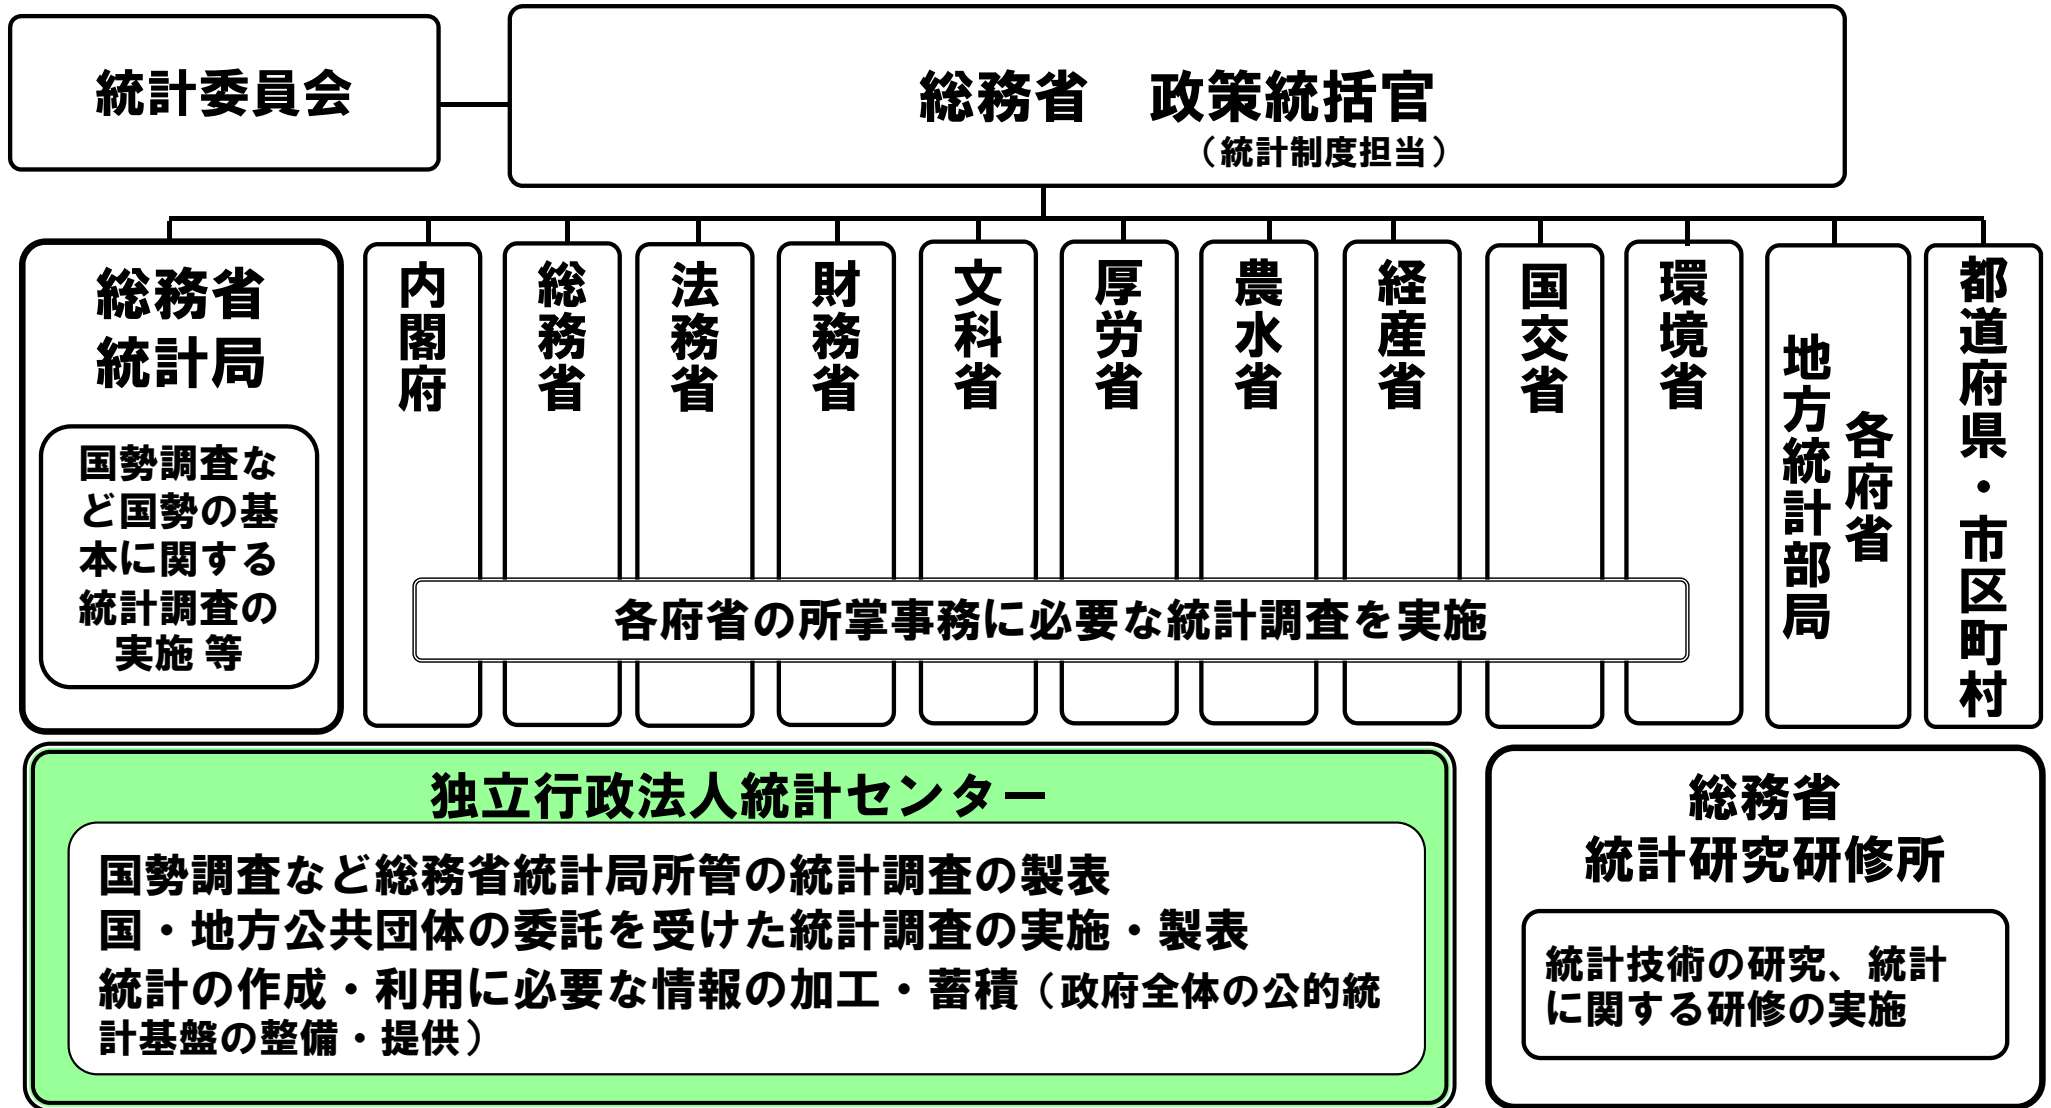 統計委員会
総務省　政策統括官
（統計制度担当）
総務省
統計局
国勢調査な
ど国勢の基
本に関する
統計調査の
実施 等
内閣府
総務省
法務省
財務省
文科省
厚労省
農水省
経産省
国交省
環境省
各府省
地方統計部局
都道府県・市区町村
各府省の所掌事務に必要な統計調査を実施
独立行政法人統計センター
国勢調査など総務省統計局所管の統計調査の製表
国・地方公共団体の委託を受けた統計調査の実施・製表
統計の作成・利用に必要な情報の加工・蓄積（政府全体の公的統
計基盤の整備・提供）
総務省
統計研究研修所
統計技術の研究、統計
に関する研修の実施